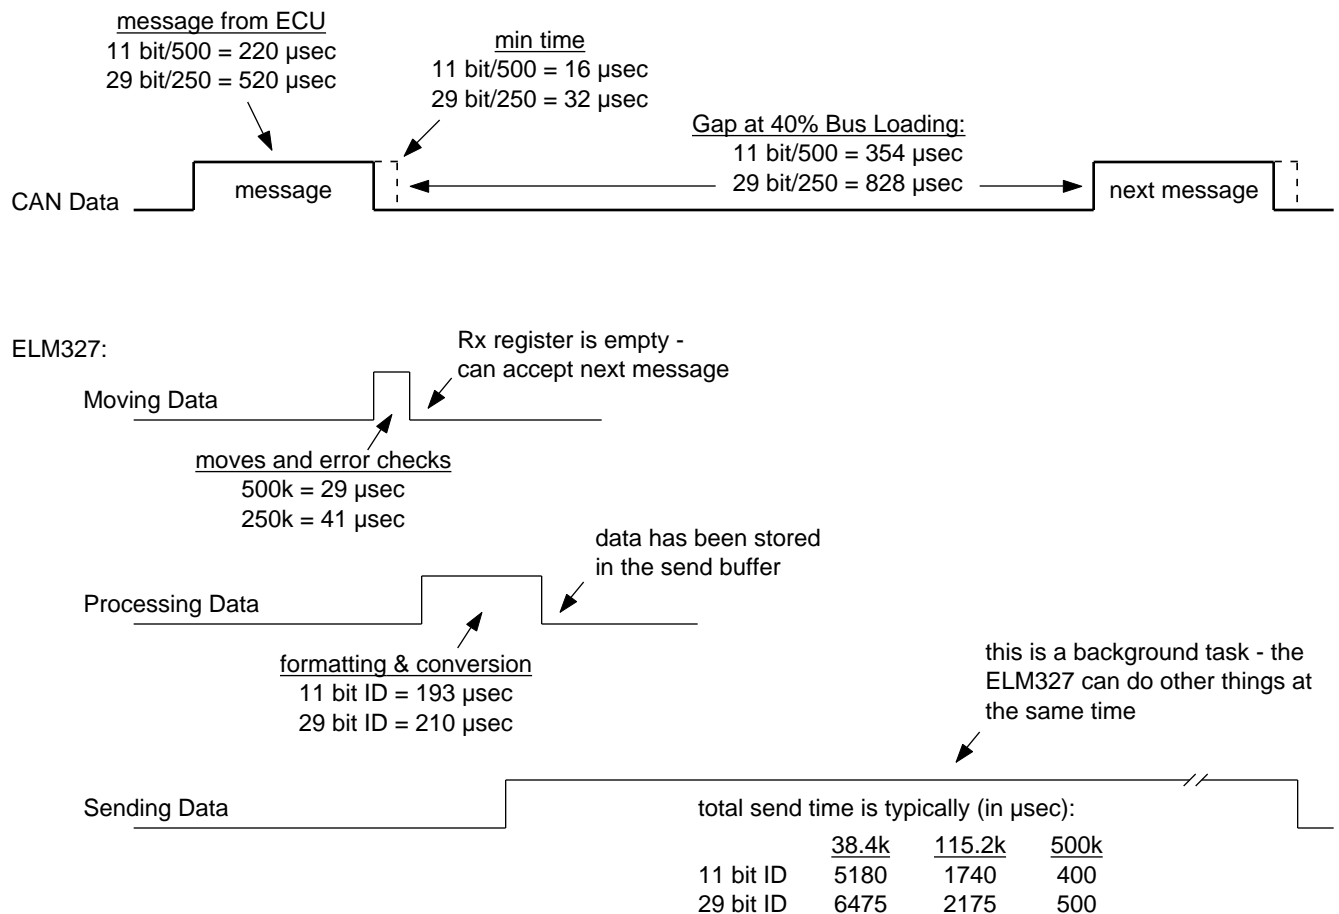 message from ECU
11 bit/500 = 220 µsec
29 bit/250 = 520 µsec
min time
11 bit/500 = 16 µsec
29 bit/250 = 32 µsec
Gap at 40% Bus Loading:
11 bit/500 = 354 µsec
29 bit/250 = 828 µsec
CAN Data
message
next message
ELM327:
Rx register is empty -
can accept next message
Moving Data
moves and error checks
500k = 29 µsec
250k = 41 µsec
data has been stored
in the send buffer
Processing Data
formatting & conversion
11 bit ID = 193 µsec
29 bit ID = 210 µsec
this is a background task - the
ELM327 can do other things at
the same time
Sending Data
total send time is typically (in µsec):
38.4k 115.2k 500k
11 bit ID 5180 1740 400
29 bit ID 6475 2175 500